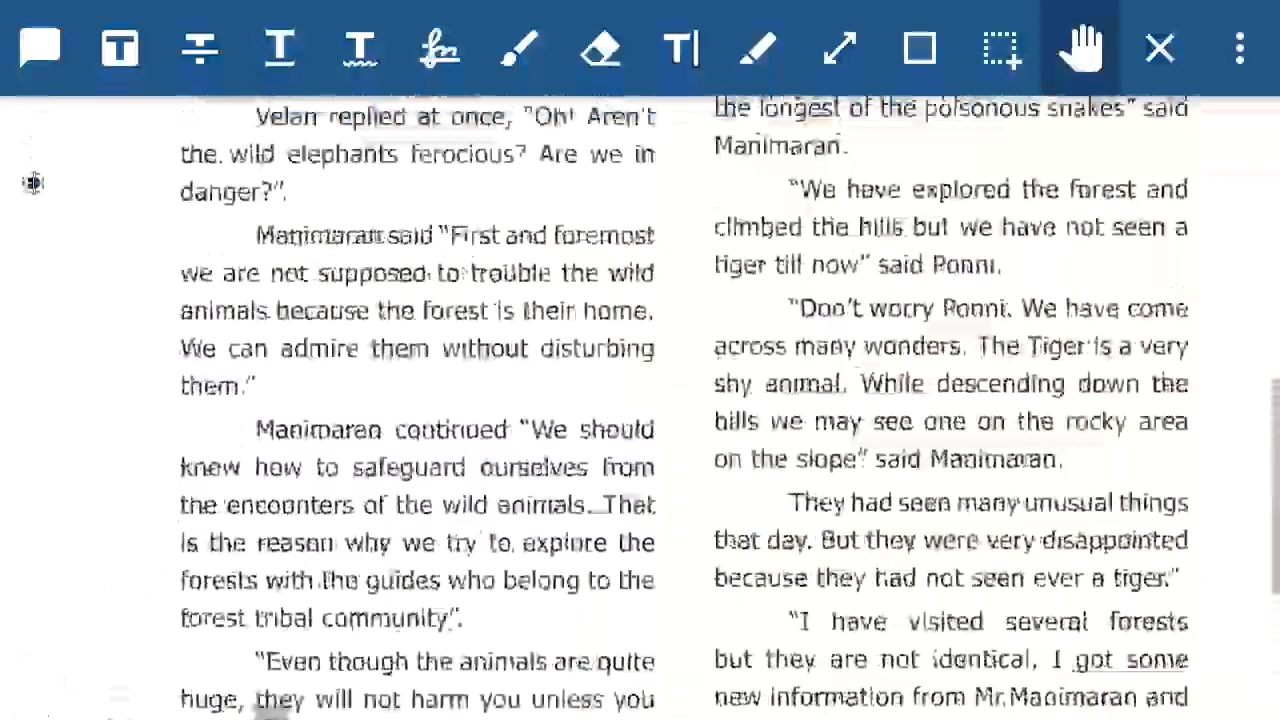 Velan replied at once, "Oh! Aren't
the wild elephants ferocious? Are we in
danger?".
Manimaran said "First and foremost
we are not supposed to trouble the wild
animals because the forest is their home.
We can admire them without disturbing
them."
Manimaran continued "We should
know how to safeguard ourselves from
the encounters of the wild animals. That
is the reason why we try to explore the
forests with the guides who belong to the
forest tribal community".
"Even though the animals are quite
huge, they will not harm you unless you
the longest of the poisonous snakes" said
Manimaran.
"We have explored the forest and
climbed the hills but we have not seen a
tiger till now" said Ponni.
"Don't worry Ponni. We have come
across many wonders. The Tiger is a very
shy animal. While descending down the
hills we may see one on the rocky area
on the slope" said Manimaran.
They had seen many unusual things
that day. But they were very disappointed
because they had not seen ever a tiger."
"I have visited several forests
but they are not identical, I got some
new information from Mr.Manimaran and